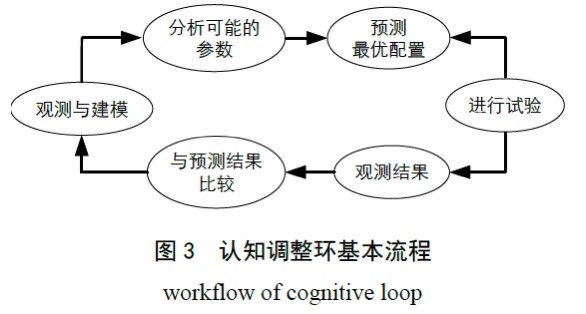 分析可能的
参数
预测
最优配置
观测与建模
进行试验
与预测结果
比较
观测结果
图 3 认知调整环基本流程
workflow of cognitive loop